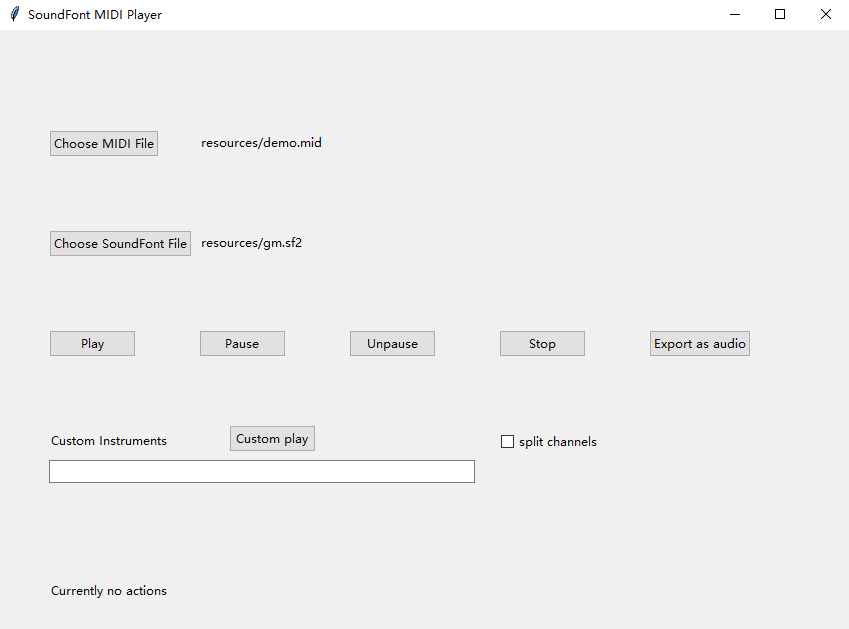 SoundFont MIDI Player
Choose MIDI File resources/demo.mid
Choose SoundFont File resources/gm.sf2
Play Pause Unpause Stop Export as audio
Custom Instruments Custom play split channels
Currently no actions